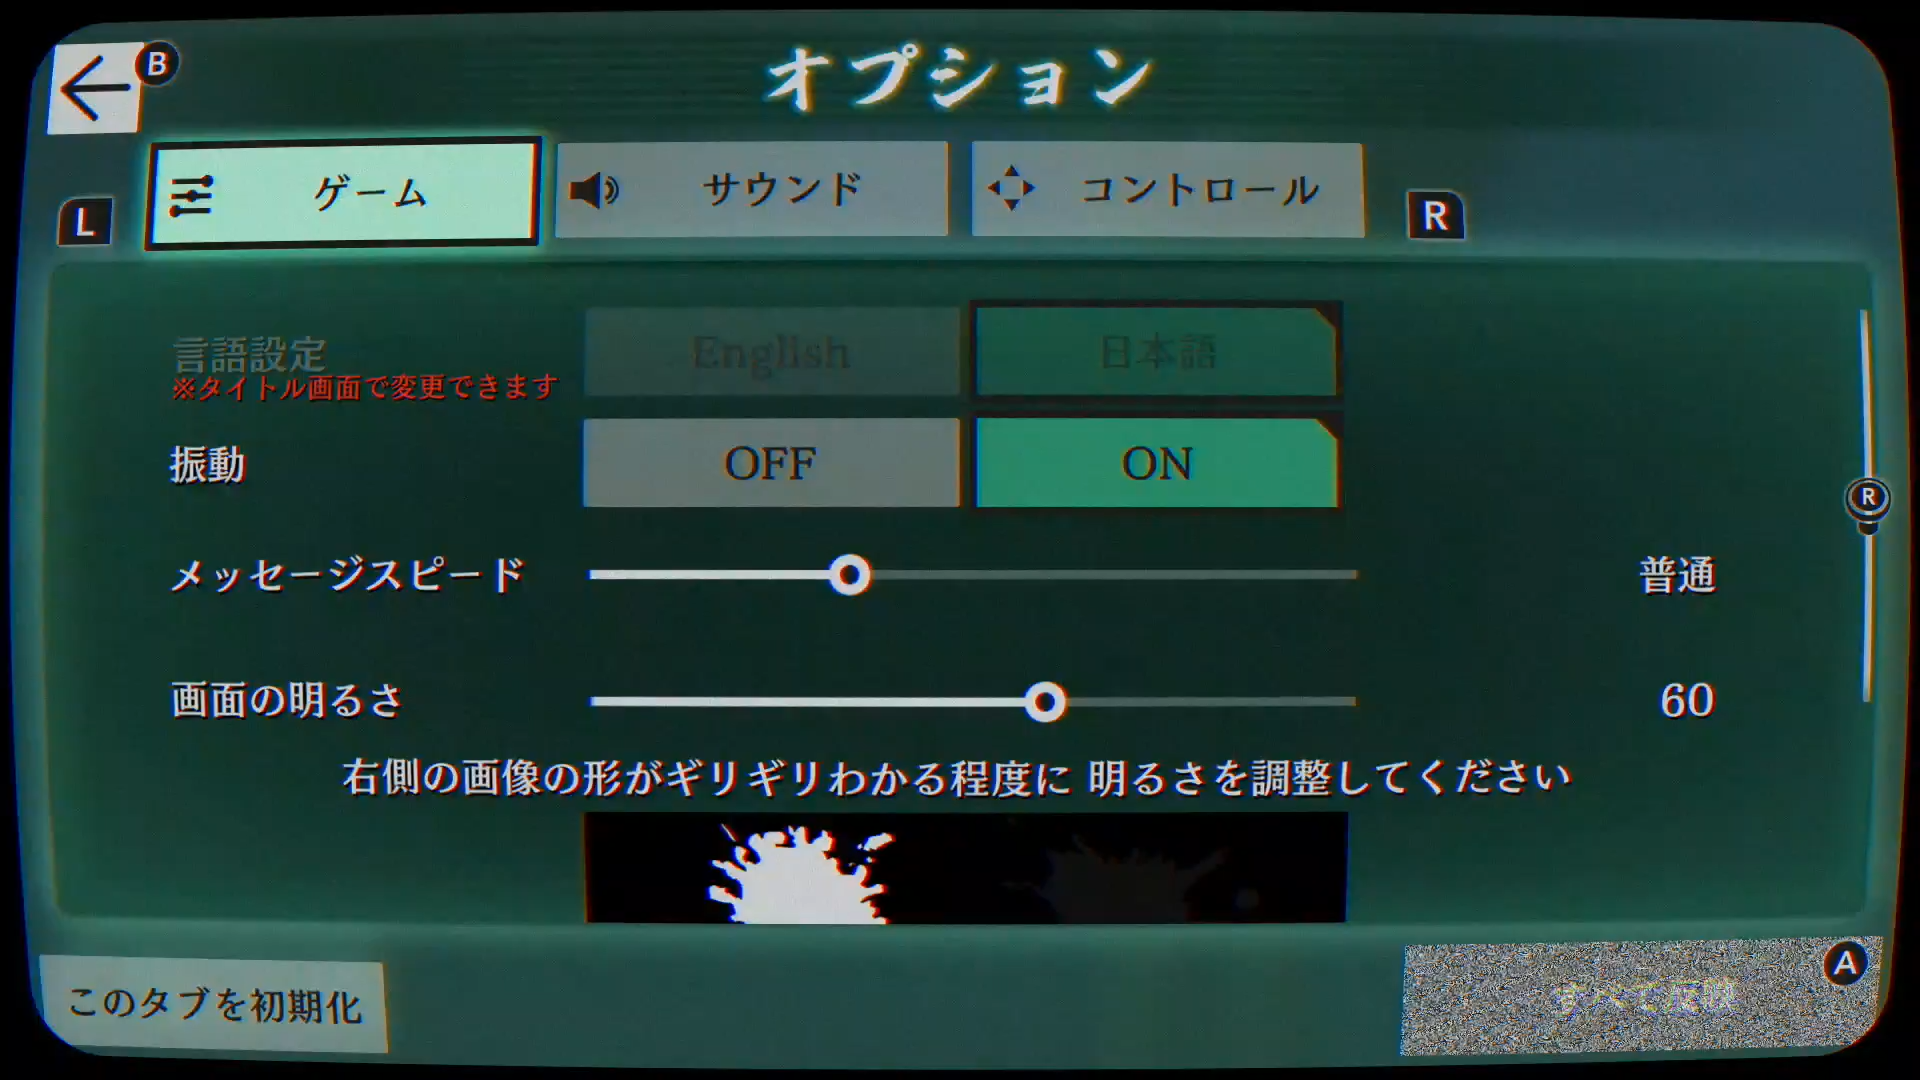 B
オプション
L
ゲーム
サウンド
コントロール
R
言語設定
English
日本語
※タイトル画面で変更できます
振動
OFF
ON
R
メッセージスピード
普通
画面の明るさ
60
右側の画像の形がギリギリわかる程度に 明るさを調整してください
このタブを初期化
A